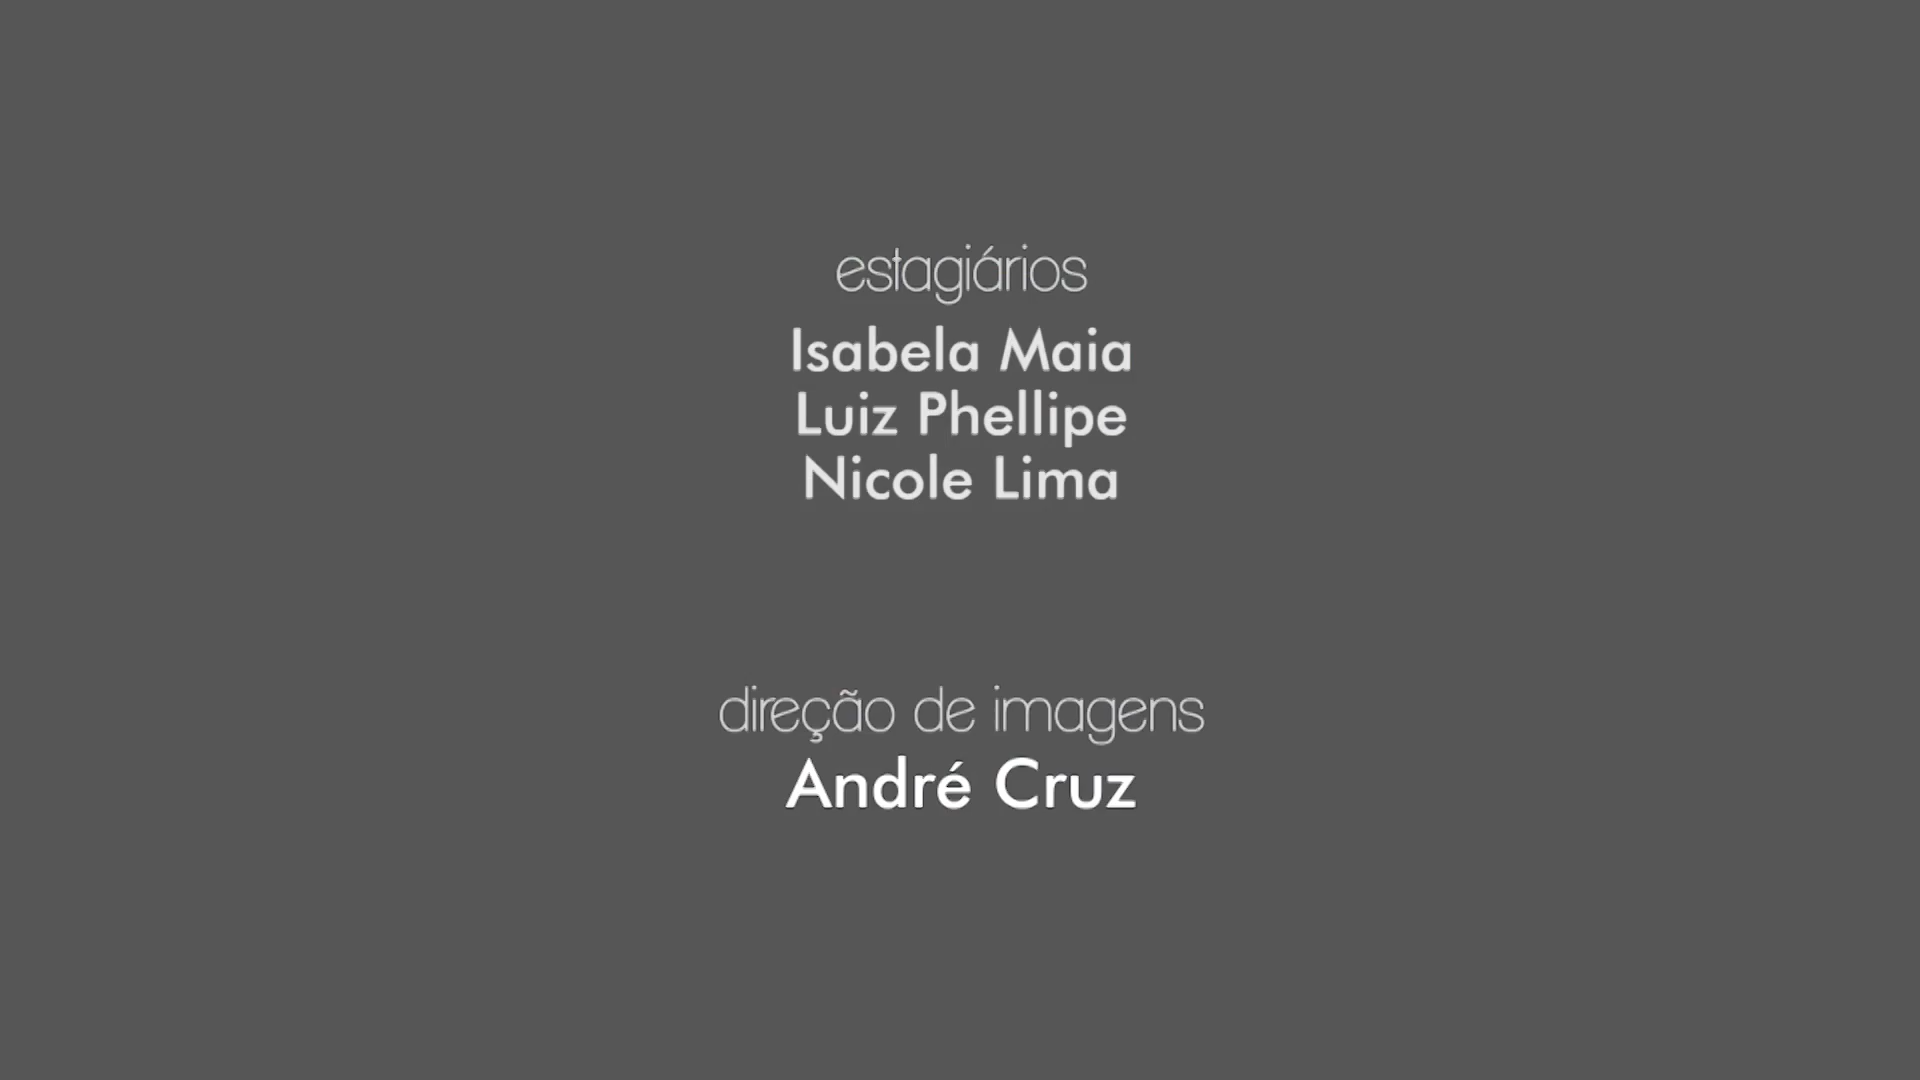 estagiários
Isabela Maia
Luiz Phellipe
Nicole Lima
direção de imagens
André Cruz